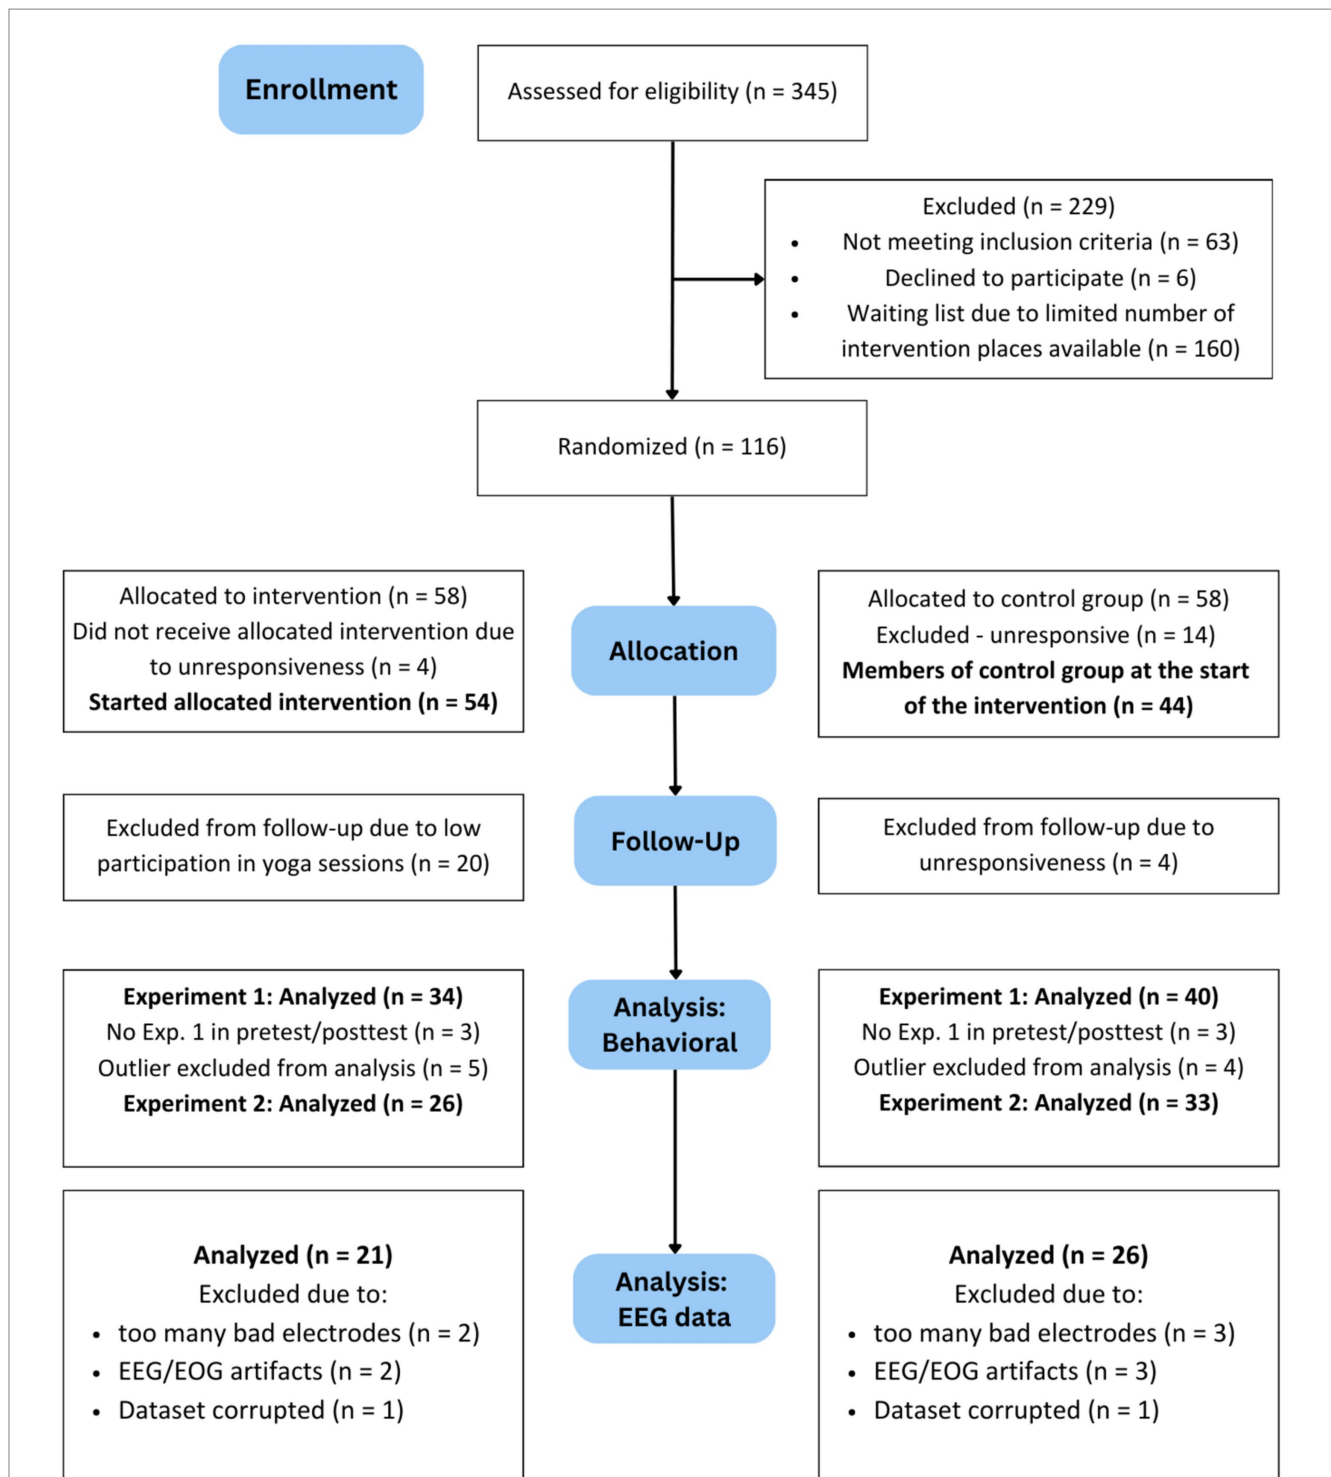 Enrollment
Assessed for eligibility (n = 345)
Excluded (n = 229)
• Not meeting inclusion criteria (n = 63)
• Declined to participate (n = 6)
• Waiting list due to limited number of
intervention places available (n = 160)
Randomized (n = 116)
Allocated to intervention (n = 58)
Did not receive allocated intervention due
to unresponsiveness (n = 4)
Started allocated intervention (n = 54)
Allocation
Allocated to control group (n = 58)
Excluded - unresponsive (n = 14)
Members of control group at the start
of the intervention (n = 44)
Excluded from follow-up due to low
participation in yoga sessions (n = 20)
Follow-Up
Excluded from follow-up due to
unresponsiveness (n = 4)
Experiment 1: Analyzed (n = 34)
No Exp. 1 in pretest/posttest (n = 3)
Outlier excluded from analysis (n = 5)
Experiment 2: Analyzed (n = 26)
Analysis:
Behavioral
Experiment 1: Analyzed (n = 40)
No Exp. 1 in pretest/posttest (n = 3)
Outlier excluded from analysis (n = 4)
Experiment 2: Analyzed (n = 33)
Analyzed (n = 21)
Excluded due to:
• too many bad electrodes (n = 2)
• EEG/EOG artifacts (n = 2)
• Dataset corrupted (n = 1)
Analysis:
EEG data
Analyzed (n = 26)
Excluded due to:
• too many bad electrodes (n = 3)
• EEG/EOG artifacts (n = 3)
• Dataset corrupted (n = 1)